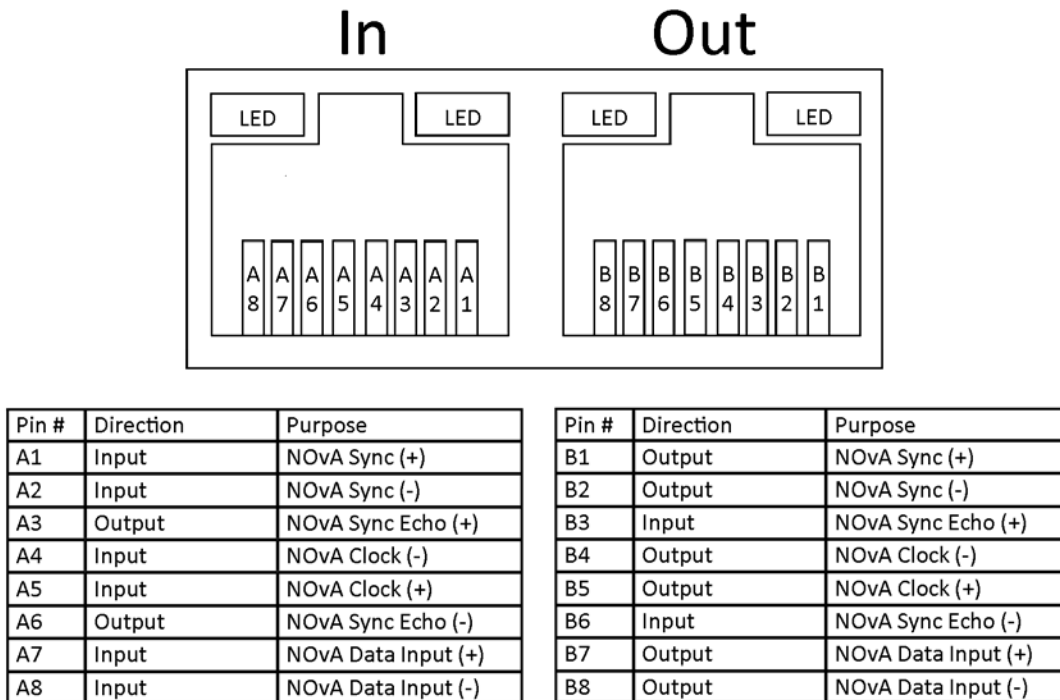 In Out
LED LED LED LED
A8 A7 A6 A5 A4 A3 A2 A1 B8 B7 B6 B5 B4 B3 B2 B1
Pin # Direction Purpose
A1 Input NOvA Sync (+)
A2 Input NOvA Sync (-)
A3 Output NOvA Sync Echo (+)
A4 Input NOvA Clock (-)
A5 Input NOvA Clock (+)
A6 Output NOvA Sync Echo (-)
A7 Input NOvA Data Input (+)
A8 Input NOvA Data Input (-)
Pin # Direction Purpose
B1 Output NOvA Sync (+)
B2 Output NOvA Sync (-)
B3 Input NOvA Sync Echo (+)
B4 Output NOvA Clock (-)
B5 Output NOvA Clock (+)
B6 Input NOvA Sync Echo (-)
B7 Output NOvA Data Input (+)
B8 Output NOvA Data Input (-)